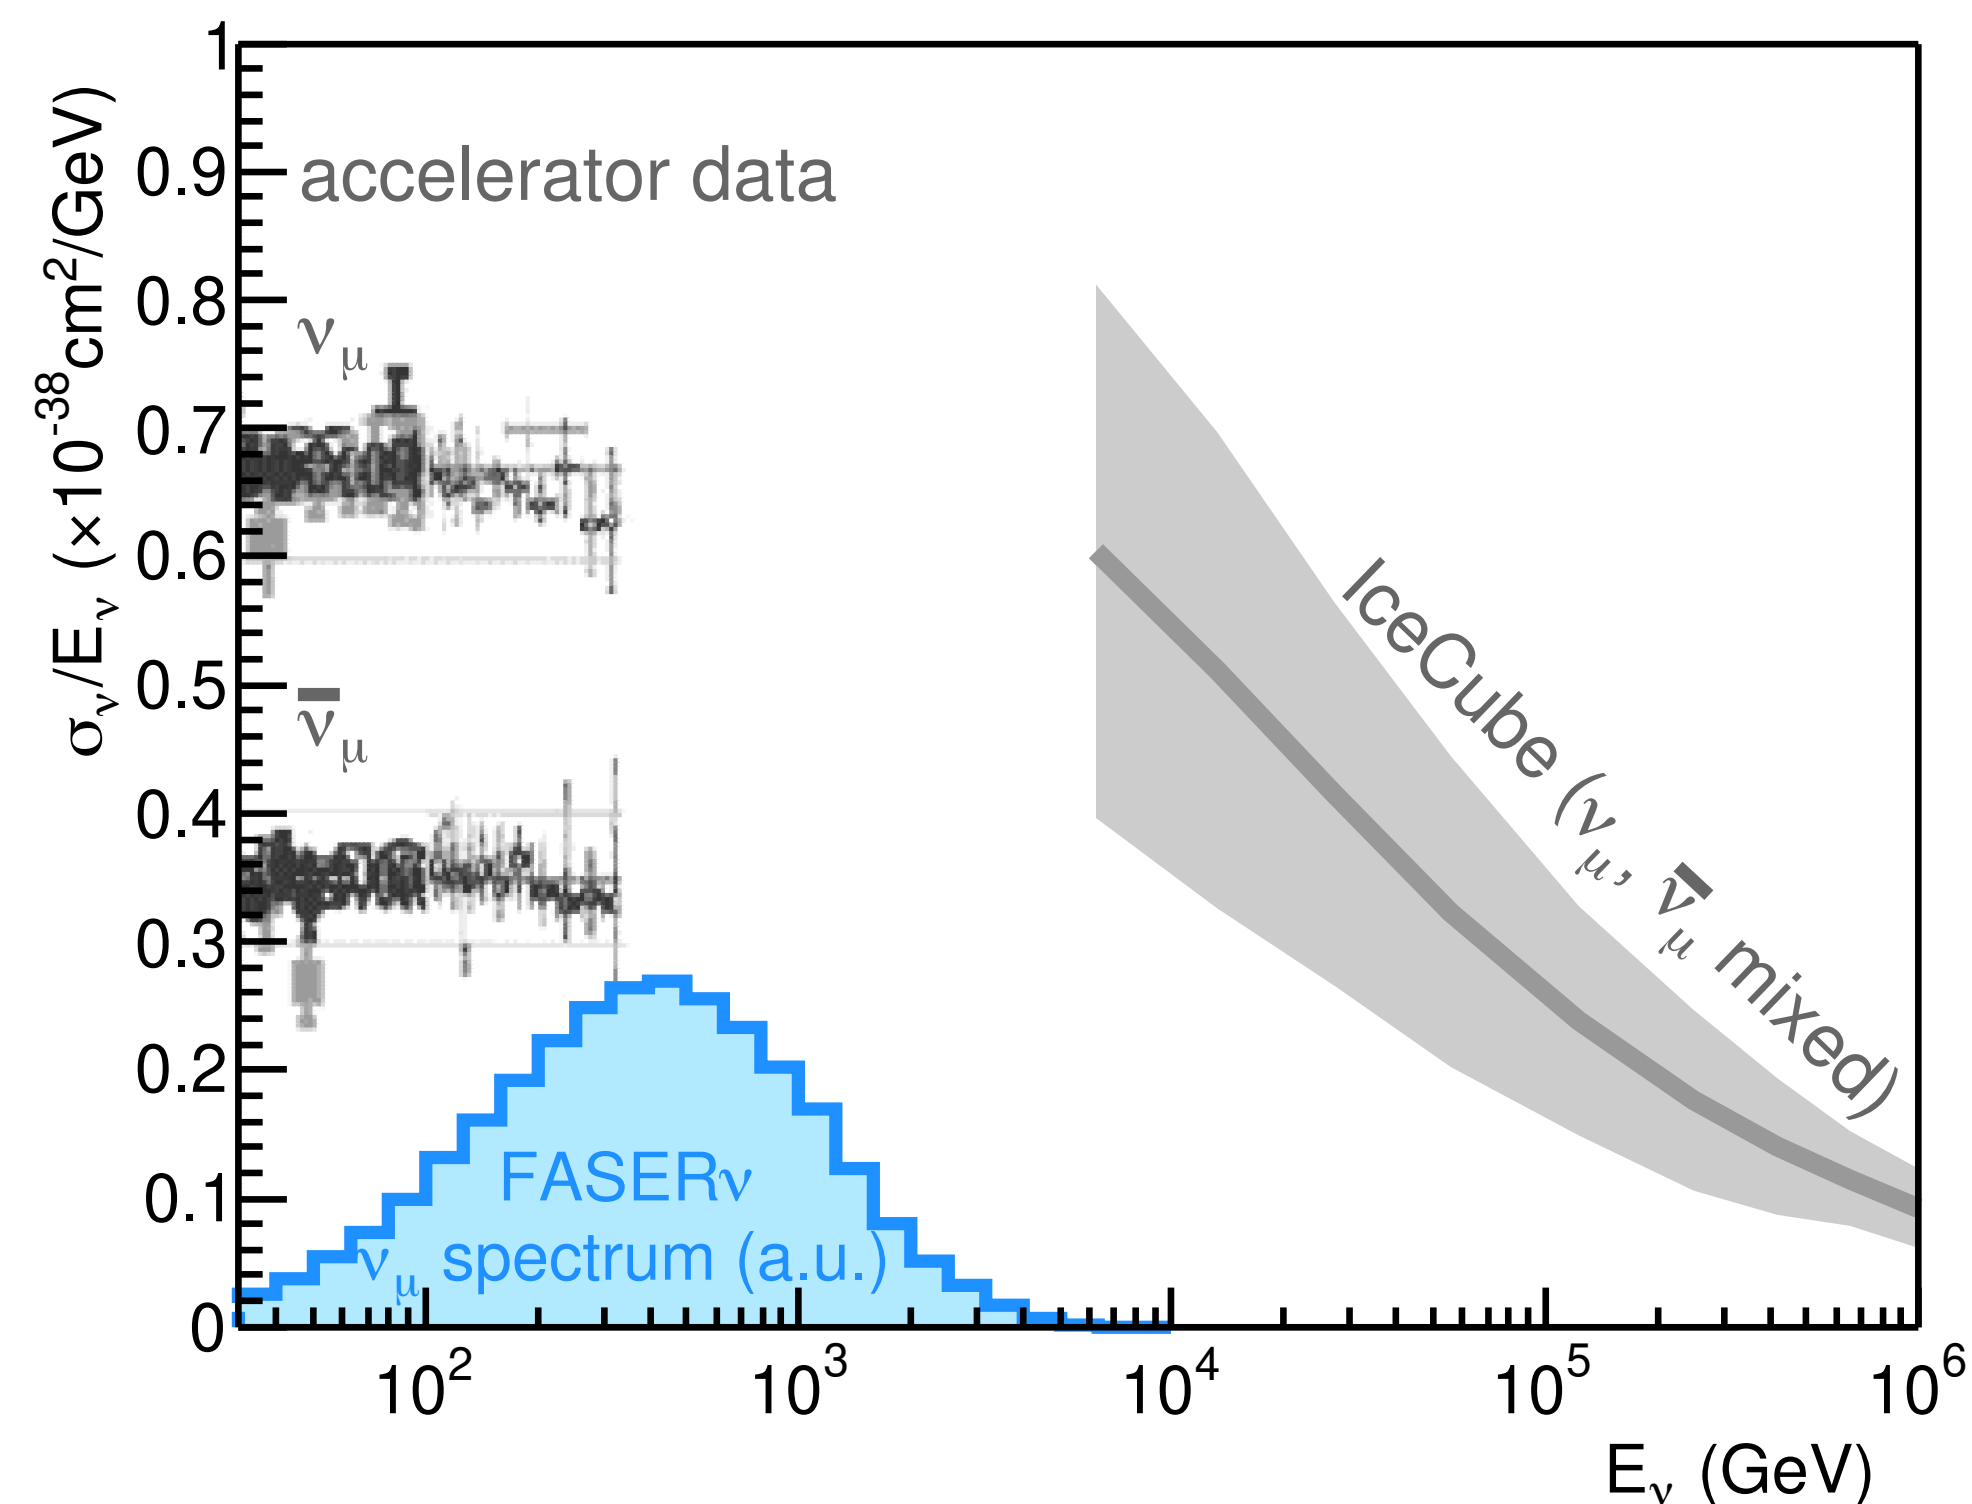 σν/Eν (×10⁻³⁸cm²/GeV)
1
0.9
0.8
0.7
0.6
0.5
0.4
0.3
0.2
0.1
0
accelerator data
νμ
ν̅μ
IceCube (νμ, ν̅μ mixed)
FASERν
νμ spectrum (a.u.)
10² 10³ 10⁴ 10⁵ 10⁶
Eν (GeV)